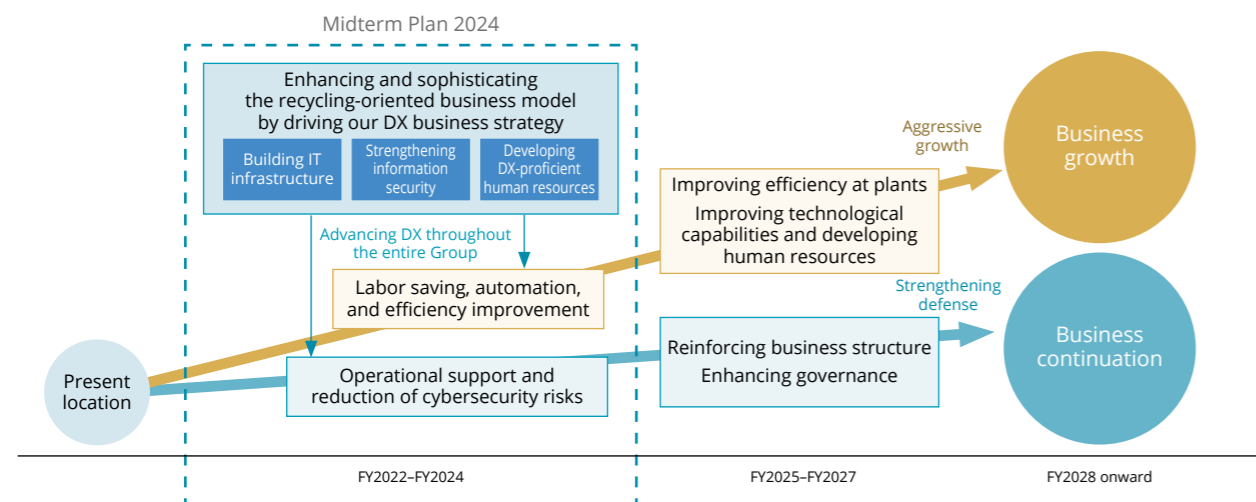 Midterm Plan 2024
Enhancing and sophisticating
the recycling-oriented business model
by driving our DX business strategy
Building IT
infrastructure
Strengthening
information
security
Developing
DX-proficient
human resources
Advancing DX throughout
the entire Group
Labor saving, automation,
and efficiency improvement
Operational support and
reduction of cybersecurity risks
Present
location
Improving efficiency at plants
Improving technological
capabilities and developing
human resources
Reinforcing business structure
Enhancing governance
Aggressive
growth
Strengthening
defense
Business
growth
Business
continuation
FY2022–FY2024
FY2025–FY2027
FY2028 onward